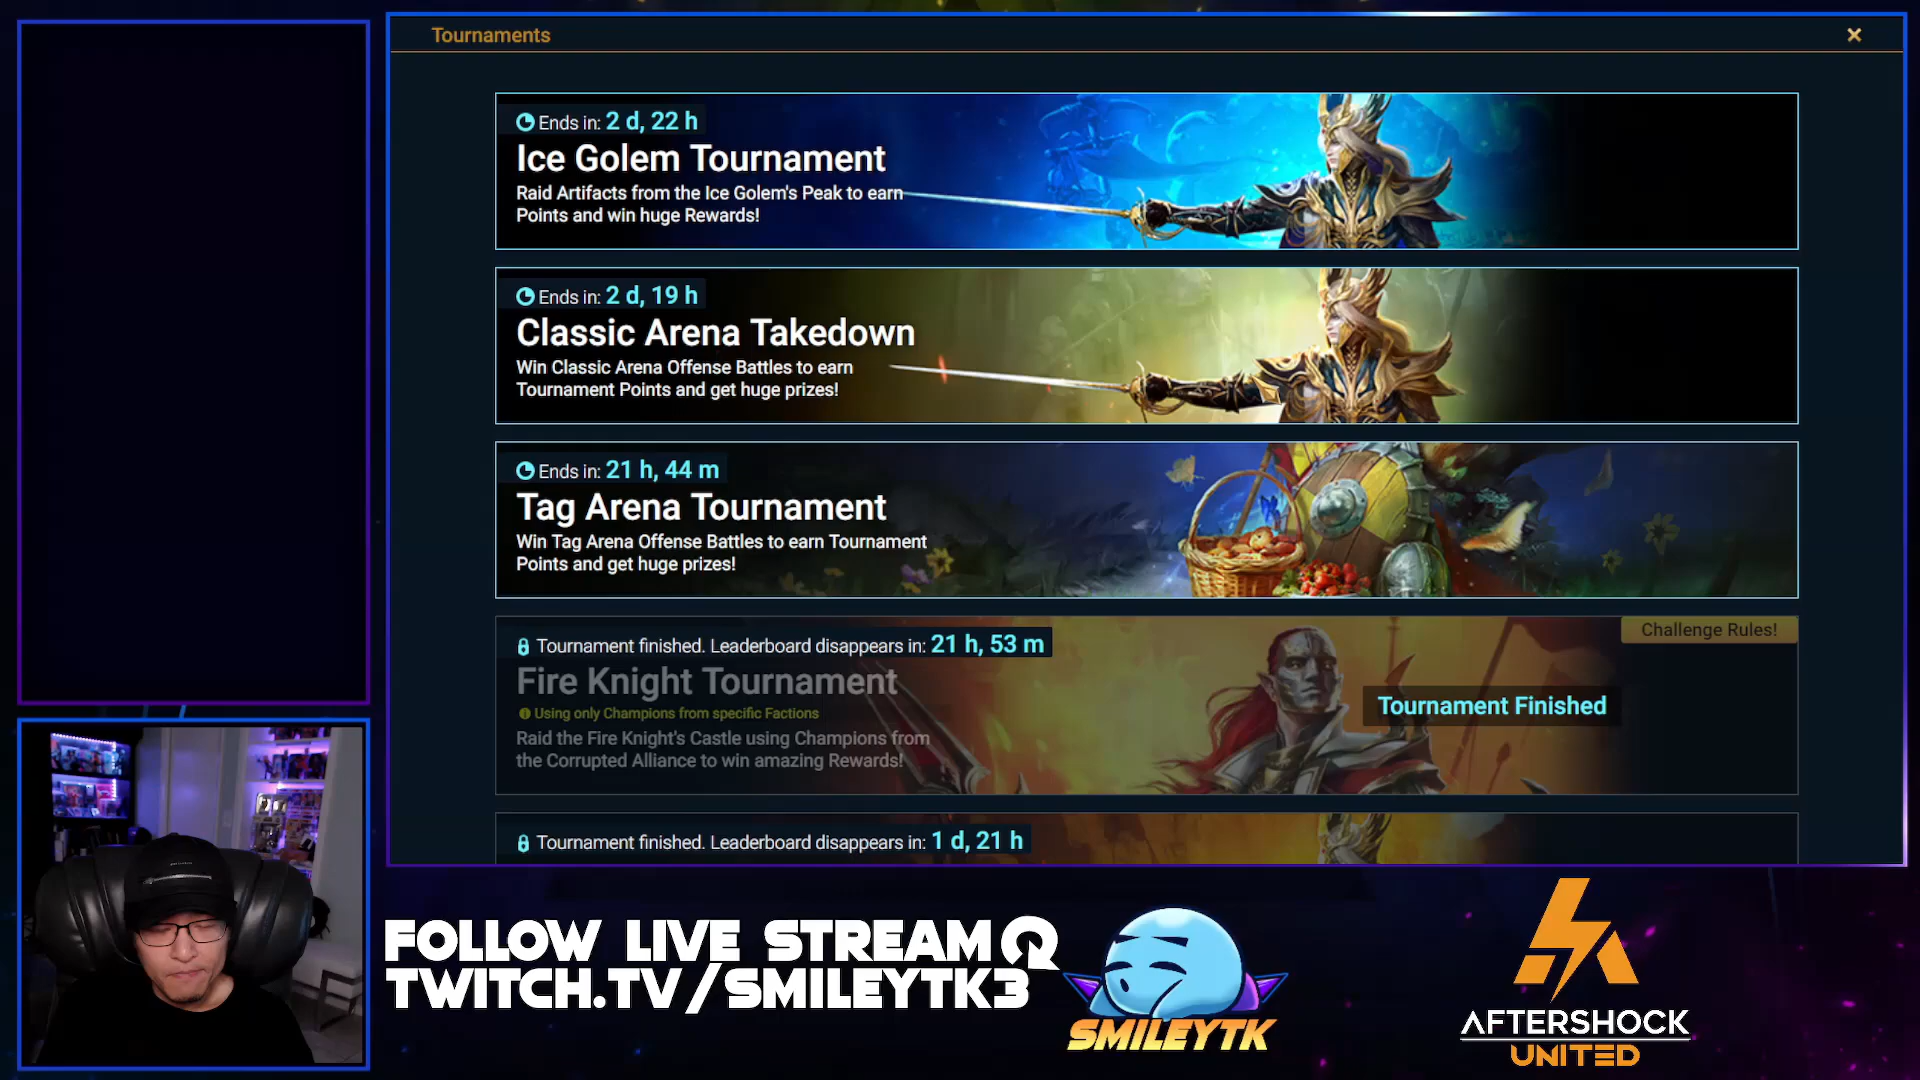 Tournaments
Ends in: 2 d, 22 h
Ice Golem Tournament
Raid Artifacts from the Ice Golem's Peak to earn
Points and win huge Rewards!
Ends in: 2 d, 19 h
Classic Arena Takedown
Win Classic Arena Offense Battles to earn
Tournament Points and get huge prizes!
Ends in: 21 h, 44 m
Tag Arena Tournament
Win Tag Arena Offense Battles to earn Tournament
Points and get huge prizes!
Tournament finished. Leaderboard disappears in: 21 h, 53 m
Challenge Rules!
Fire Knight Tournament
Using only Champions from specific Factions
Raid the Fire Knight's Castle using Champions from
the Corrupted Alliance to win amazing Rewards!
Tournament Finished
Tournament finished. Leaderboard disappears in: 1 d, 21 h
FOLLOW LIVE STREAM
TWITCH.TV/SMILEYTK3
SMILEYTK
AFTERSHOCK
UNITED